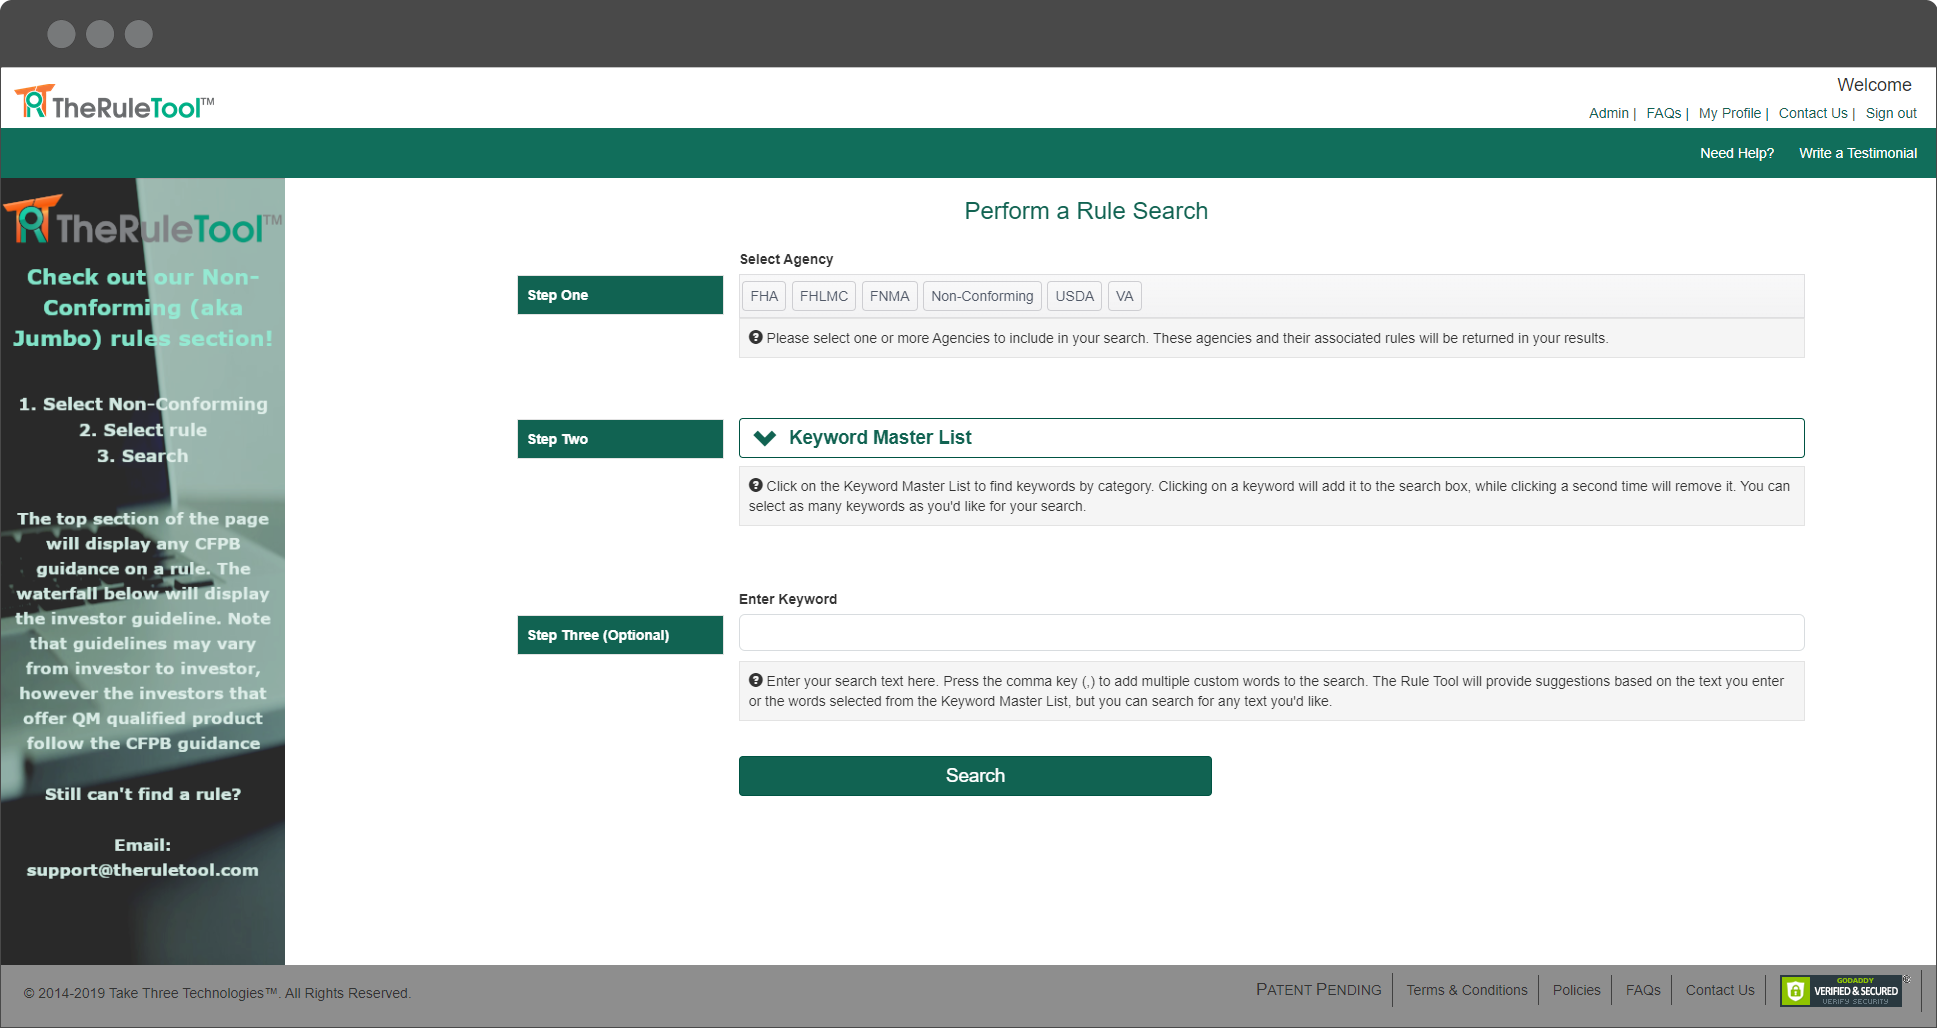 TheRuleTool™
Welcome
Admin | FAQs | My Profile | Contact Us | Sign out
Need Help? Write a Testimonial
TheRuleTool™
Check out our Non-
Conforming (aka
Jumbo) rules section!
1. Select Non-Conforming
2. Select rule
3. Search
The top section of the page
will display any CFPB
guidance on a rule. The
waterfall below will display
the investor guideline. Note
that guidelines may vary
from investor to investor,
however the investors that
offer QM qualified product
follow the CFPB guidance
Still can't find a rule?
Email:
support@theruletool.com
Perform a Rule Search
Select Agency
Step One
FHA FHLMC FNMA Non-Conforming USDA VA
Please select one or more Agencies to include in your search. These agencies and their associated rules will be returned in your results.
Step Two
Keyword Master List
Click on the Keyword Master List to find keywords by category. Clicking on a keyword will add it to the search box, while clicking a second time will remove it. You can
select as many keywords as you'd like for your search.
Enter Keyword
Step Three (Optional)
Enter your search text here. Press the comma key (,) to add multiple custom words to the search. The Rule Tool will provide suggestions based on the text you enter
or the words selected from the Keyword Master List, but you can search for any text you'd like.
Search
© 2014-2019 Take Three Technologies™. All Rights Reserved.
PATENT PENDING Terms & Conditions Policies FAQs Contact Us
GODADDY
VERIFIED & SECURED
VERIFY SECURITY